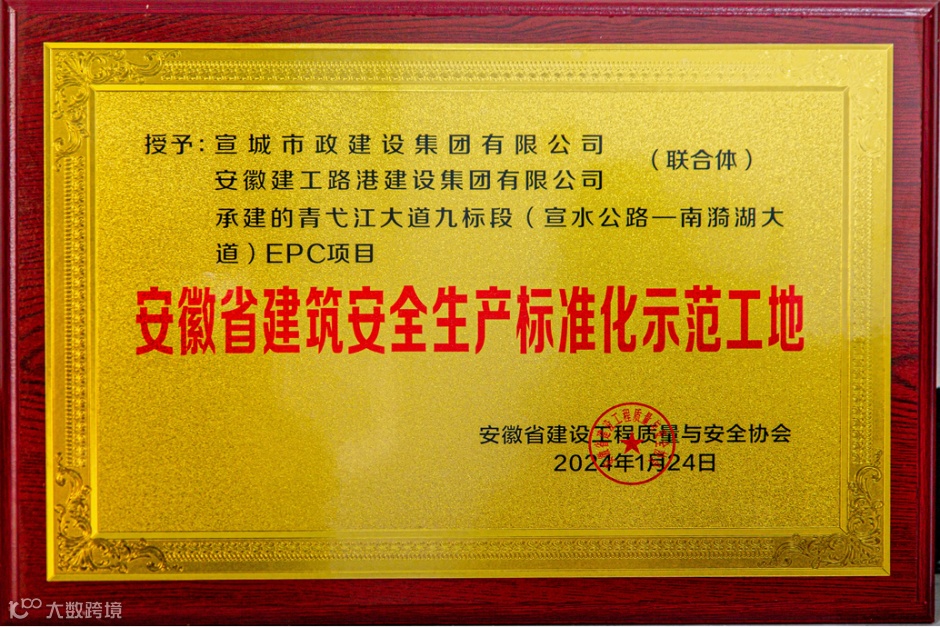 授予：宣城市政建设集团有限公司
安徽建工路港建设集团有限公司
（联合体）
承建的青弋江大道九标段（宣水公路—南漪湖大
道）EPC项目
安徽省建筑安全生产标准化示范工地
安徽省建设工程质量与安全协会
2024年1月24日
大数跨境